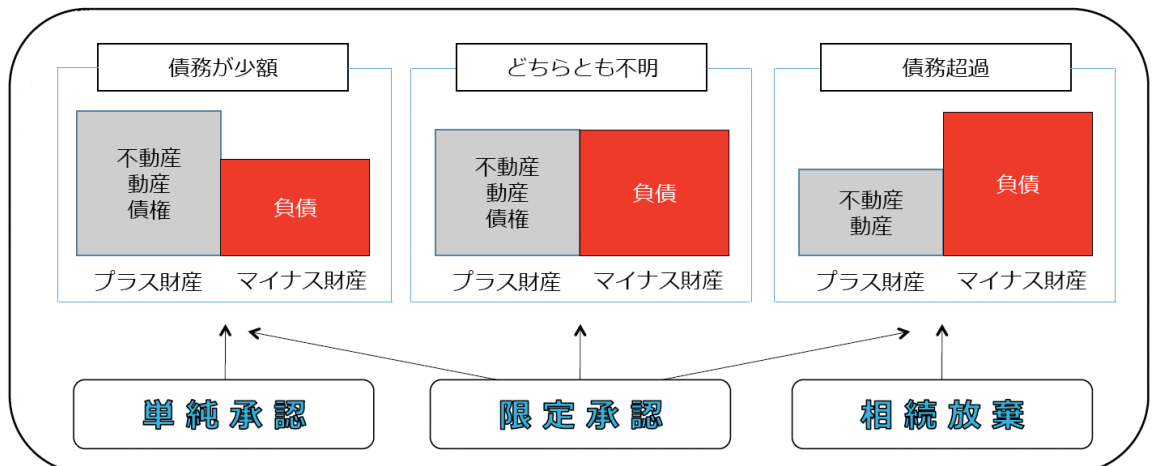 債務が少額
どちらとも不明
債務超過
不動産
動産
債権
負債
プラス財産
マイナス財産
不動産
動産
債権
負債
プラス財産
マイナス財産
不動産
動産
負債
プラス財産
マイナス財産
単純承認
限定承認
相続放棄